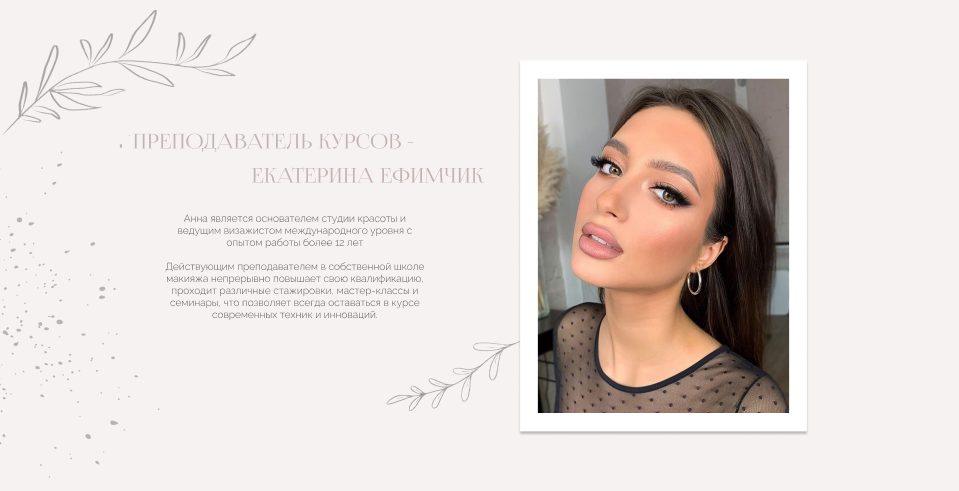 ПРЕПОДАВАТЕЛЬ КУРСОВ -
ЕКАТЕРИНА ЕФИМЧИК
Анна является основателем студии красоты и
ведущим визажистом международного уровня с
опытом работы более 12 лет
Действующим преподавателем в собственной школе
макияжа непрерывно повышает свою квалификацию,
проходит различные стажировки, мастер-классы и
семинары, что позволяет всегда оставаться в курсе
современных техник и инноваций.